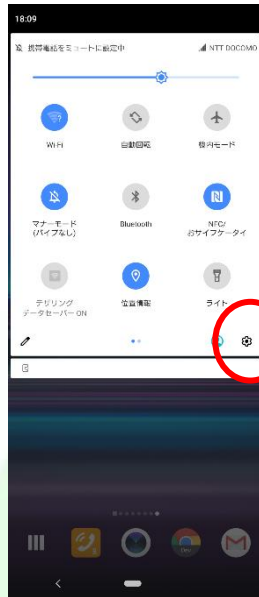 18:09
携帯電話をミュートに設定中
NTT DOCOMO
Wi-Fi
自動回転
機内モード
マナーモード
(バイブなし)
Bluetooth
NFC/
おサイフケータイ
テザリング
データセーバー ON
位置情報
ライト